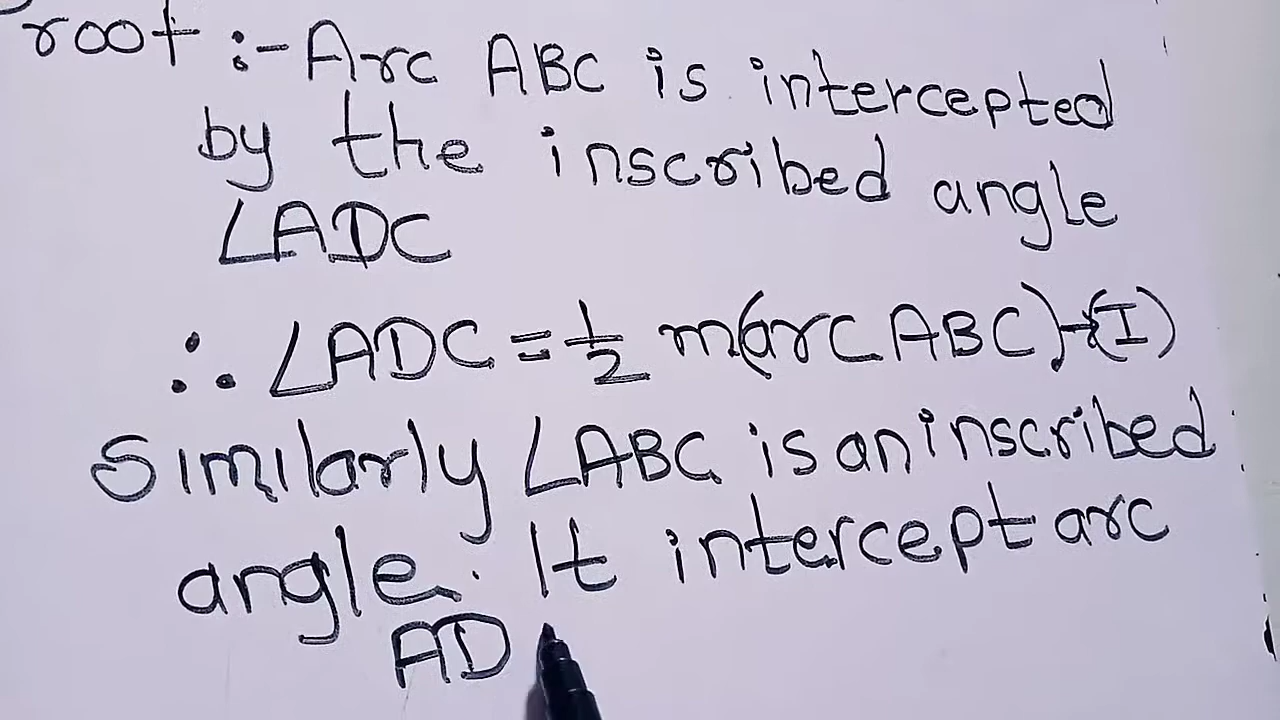 roof :- Arc ABC is intercepted
by the inscribed angle
∠ADC
∴ ∠ADC = 1/2 m(arc ABC)→(I)
Similarly ∠ABC is an inscribed
angle. It intercept arc
AD